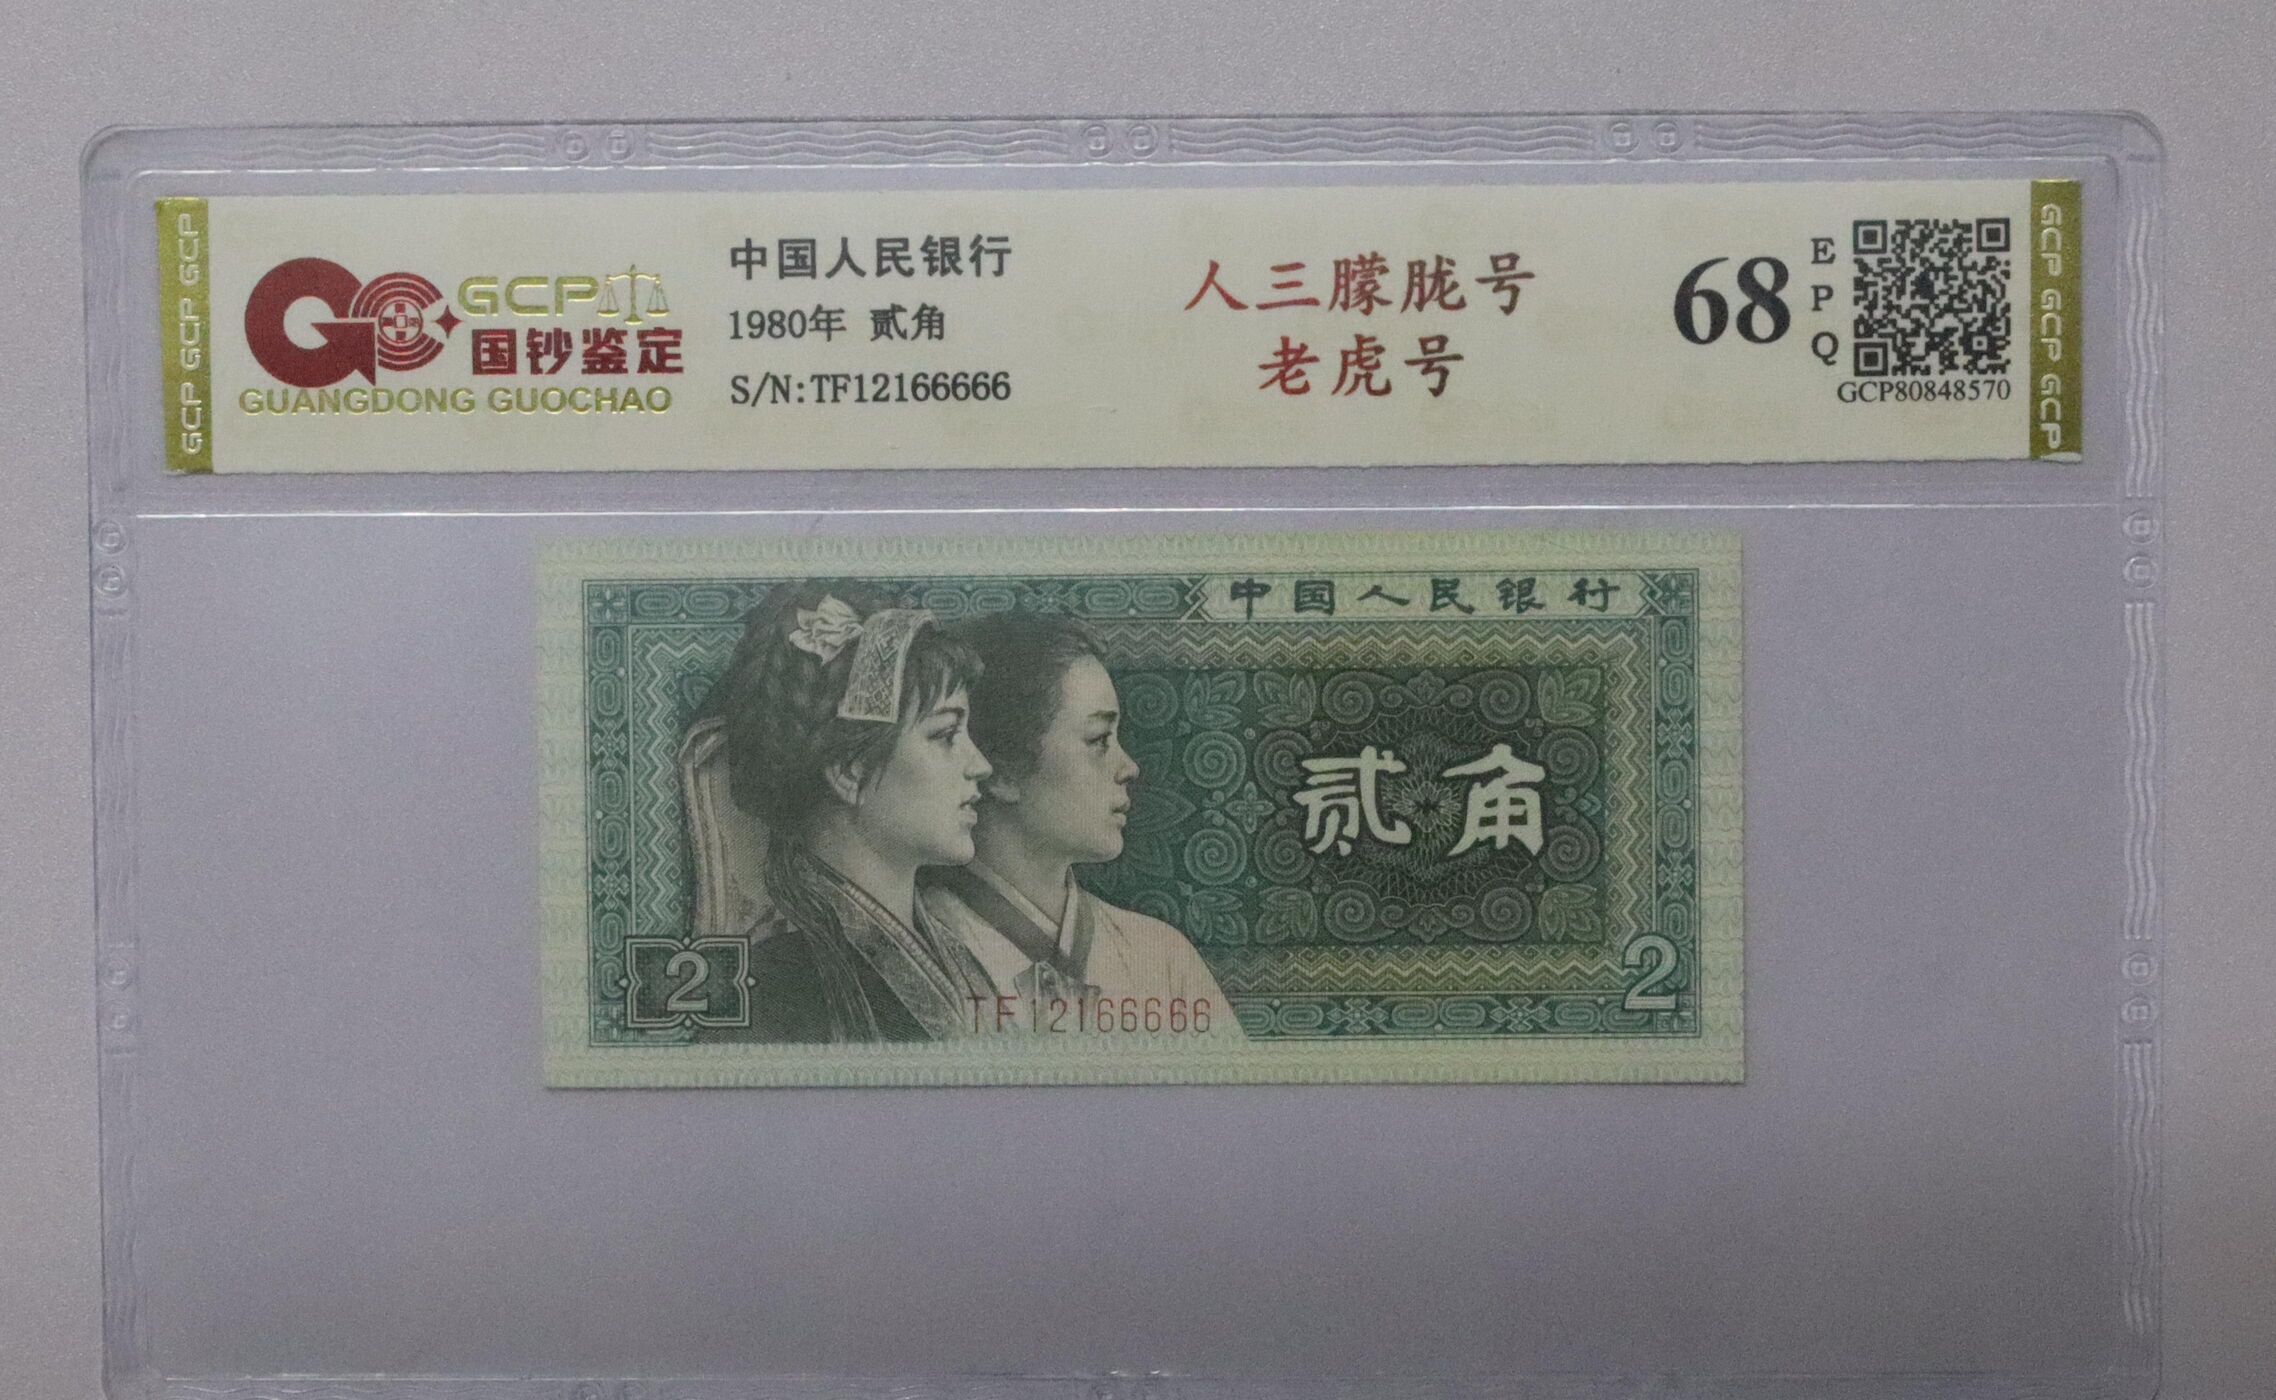 GCP GCP GCP
GCP
国钞鉴定
GUANGDONG GUOCHAO
中国人民银行
1980年 贰角
S/N:TF12166666
人三朦胧号
老虎号
68
E
P
Q
GCP80848570
GCP GCP GCP
中国人民银行
贰角
2
TF12166666
2